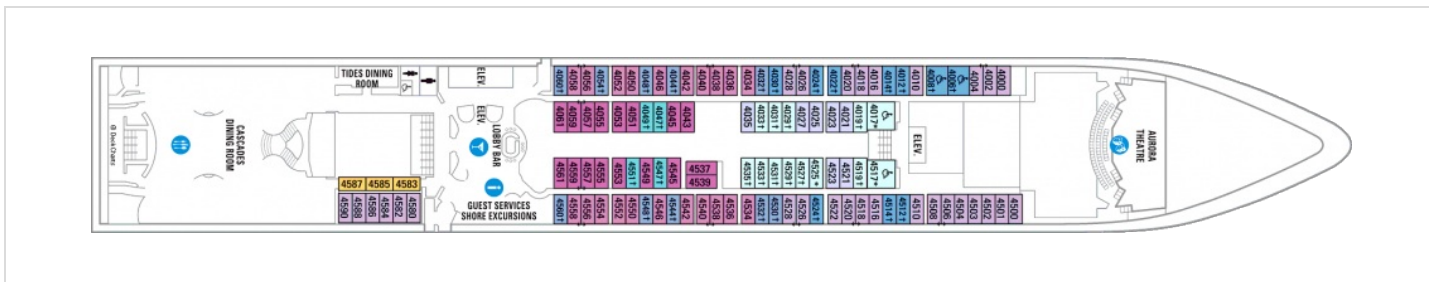 TIDES DINING
ROOM
ELEV.
4060† 4058 4056 4054† 4052 4050 4048† 4046 4044† 4042 4040 4038 4036 4034 4032† 4030† 4028 4026 4024† 4022† 4020 4018 4016 4014† 4012† 4010 4008† 4006† 4004 4002 4000
ELEV.
4061 4059 4057 4055 4053 4051 4049† 4047† 4045 4043 4035 4033† 4031† 4029† 4027 4025 4023 4021 4019† 4017*
CASCADES
DINING ROOM
LOBBY BAR
ELEV.
AURORA
THEATRE
4561 4559 4557 4555 4553 4551† 4549 4547† 4545 4537 4535† 4533† 4531† 4529† 4527† 4525* 4523 4521 4519† 4517*
4539
4587 4585 4583
GUEST SERVICES
SHORE EXCURSIONS
4590 4588 4586 4584 4582 4580
4560† 4558 4556 4554 4552 4550 4548† 4546 4544† 4542 4540 4538 4536 4534 4532† 4530† 4528 4526 4524† 4522 4520 4518 4516 4514† 4512† 4510 4508 4506 4504 4503 4502 4501 4500